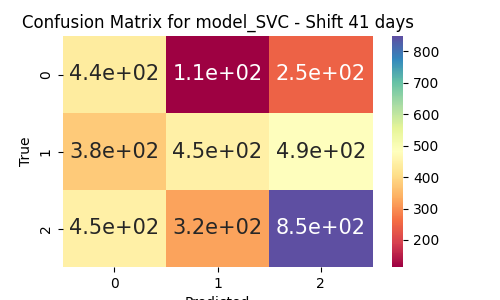 Confusion Matrix for model_SVC - Shift 41 days
0 4.4e+02 1.1e+02 2.5e+02
1 3.8e+02 4.5e+02 4.9e+02
2 4.5e+02 3.2e+02 8.5e+02
0 1 2
True
Predicted
800
700
600
500
400
300
200